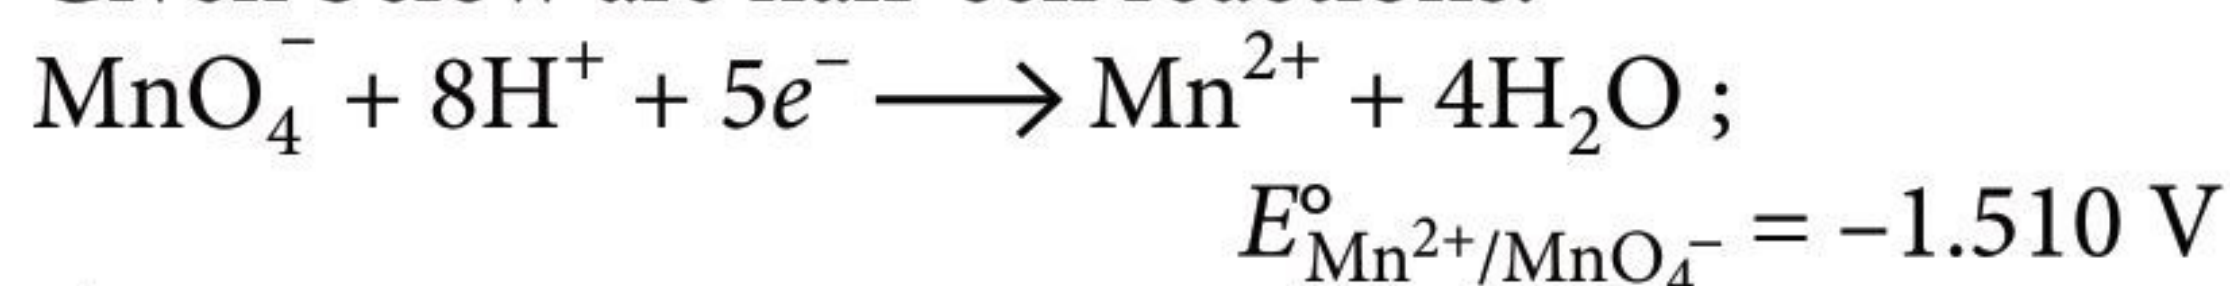 MnO₄⁻ + 8H⁺ + 5e⁻ ⟶ Mn²⁺ + 4H₂O ;
E°Mn²⁺/MnO₄⁻ = −1.510 V